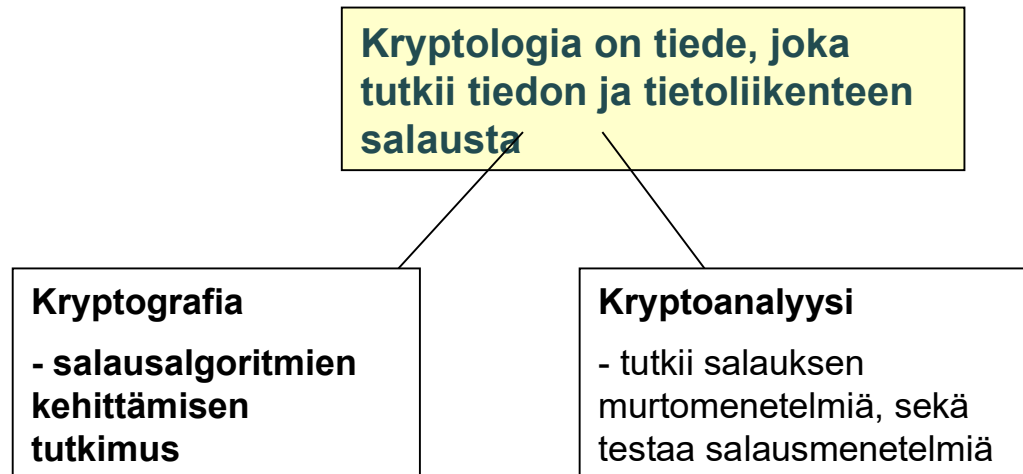 Kryptologia on tiede, joka
tutkii tiedon ja tietoliikenteen
salausta
Kryptografia
- salausalgoritmien
kehittämisen
tutkimus
Kryptoanalyysi
- tutkii salauksen
murtomenetelmiä, sekä
testaa salausmenetelmiä